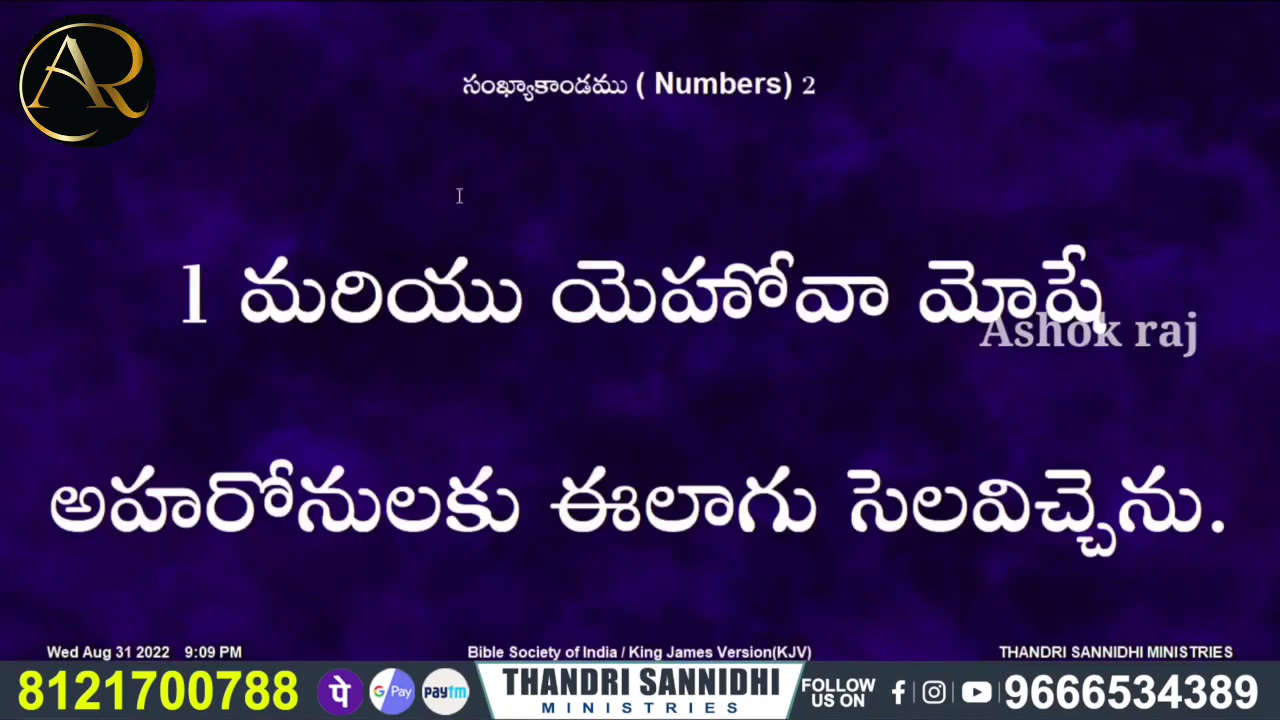 AR
సంఖ్యాకాండము ( Numbers) 2
1 మరియు యెహోవా మోషే
Ashok raj
అహరోనులకు ఈలాగు సెలవిచ్చెను.
Wed Aug 31 2022 9:09 PM Bible Society of India / King James Version(KJV) THANDRI SANNIDHI MINISTRIES
8121700788 पे G Pay paytm THANDRI SANNIDHI MINISTRIES FOLLOW US ON 9666534389